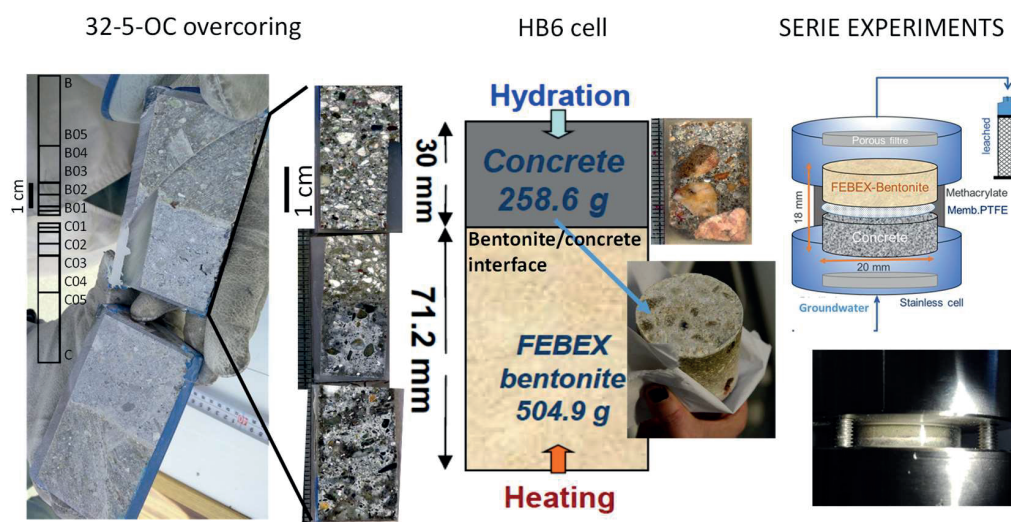 32-5-OC overcoring
HB6 cell
SERIE EXPERIMENTS
B
B05
B04
B03
B02
B01
C01
C02
C03
C04
C05
C
1 cm
1 cm
30 mm
71.2 mm
Hydration
Concrete
258.6 g
Bentonite/concrete
interface
FEBEX
bentonite
504.9 g
Heating
leached
Porous filtre
FEBEX-Bentonite
Methacrylate
Memb.PTFE
18 mm
Concrete
20 mm
Stainless cell
Groundwater